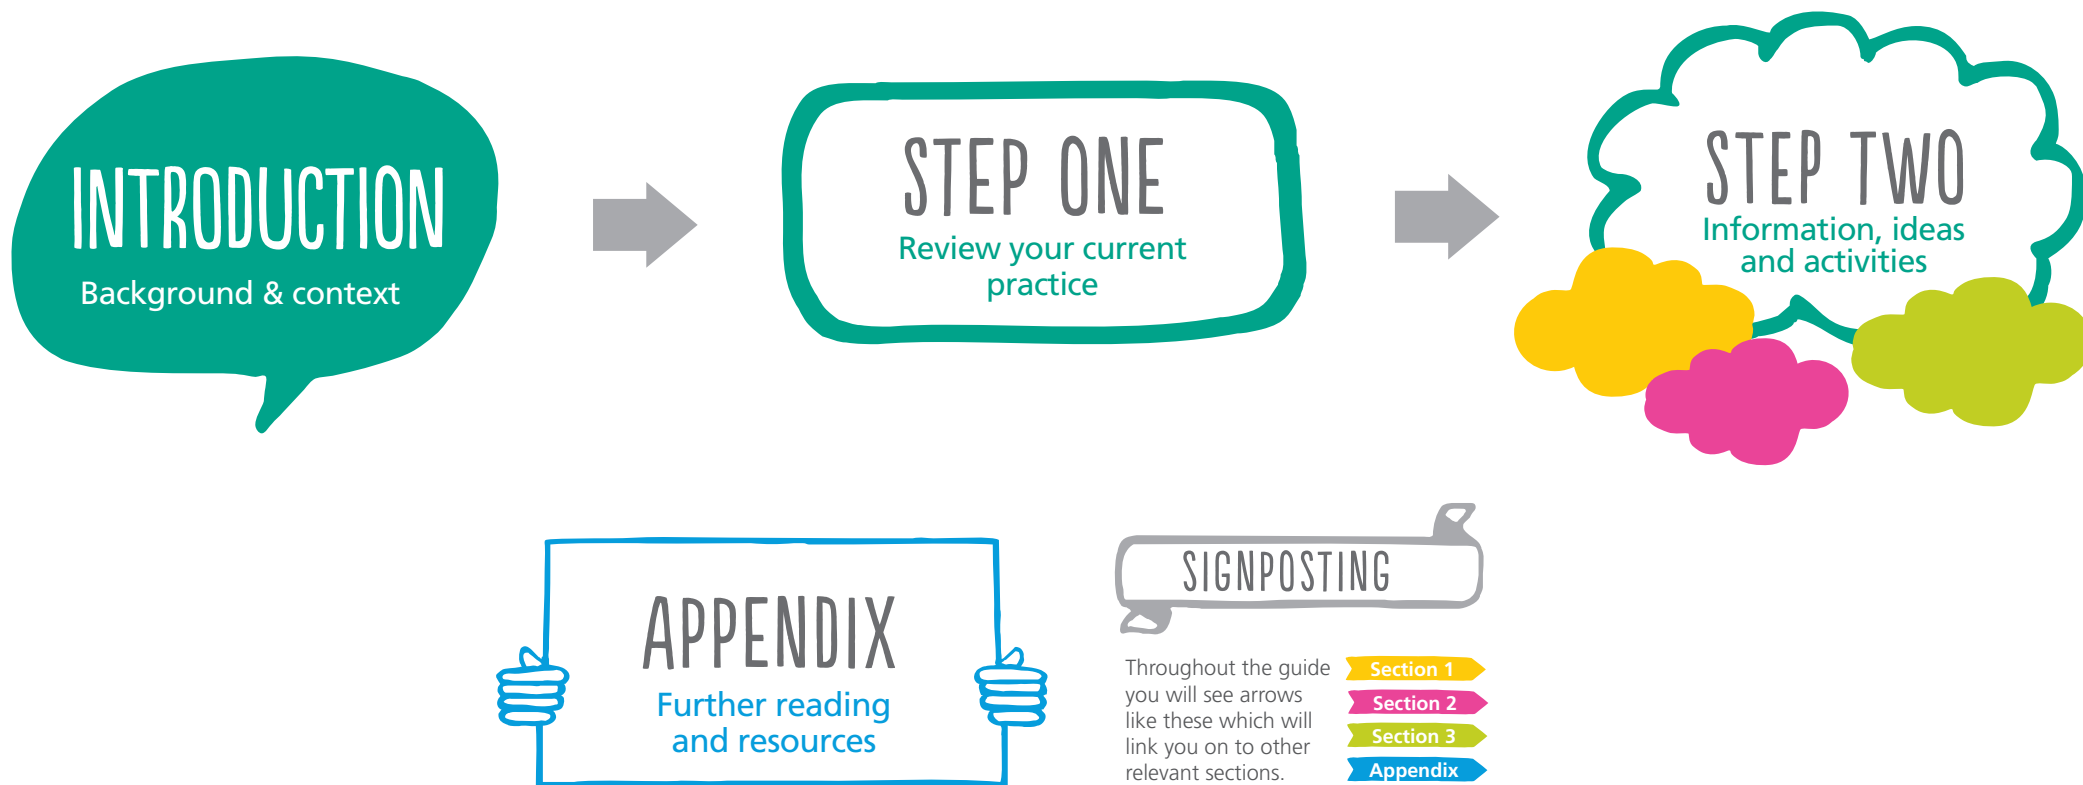 INTRODUCTION
Background & context
STEP ONE
Review your current
practice
STEP TWO
Information, ideas
and activities
APPENDIX
Further reading
and resources
SIGNPOSTING
Throughout the guide
you will see arrows
like these which will
link you on to other
relevant sections.
Section 1
Section 2
Section 3
Appendix